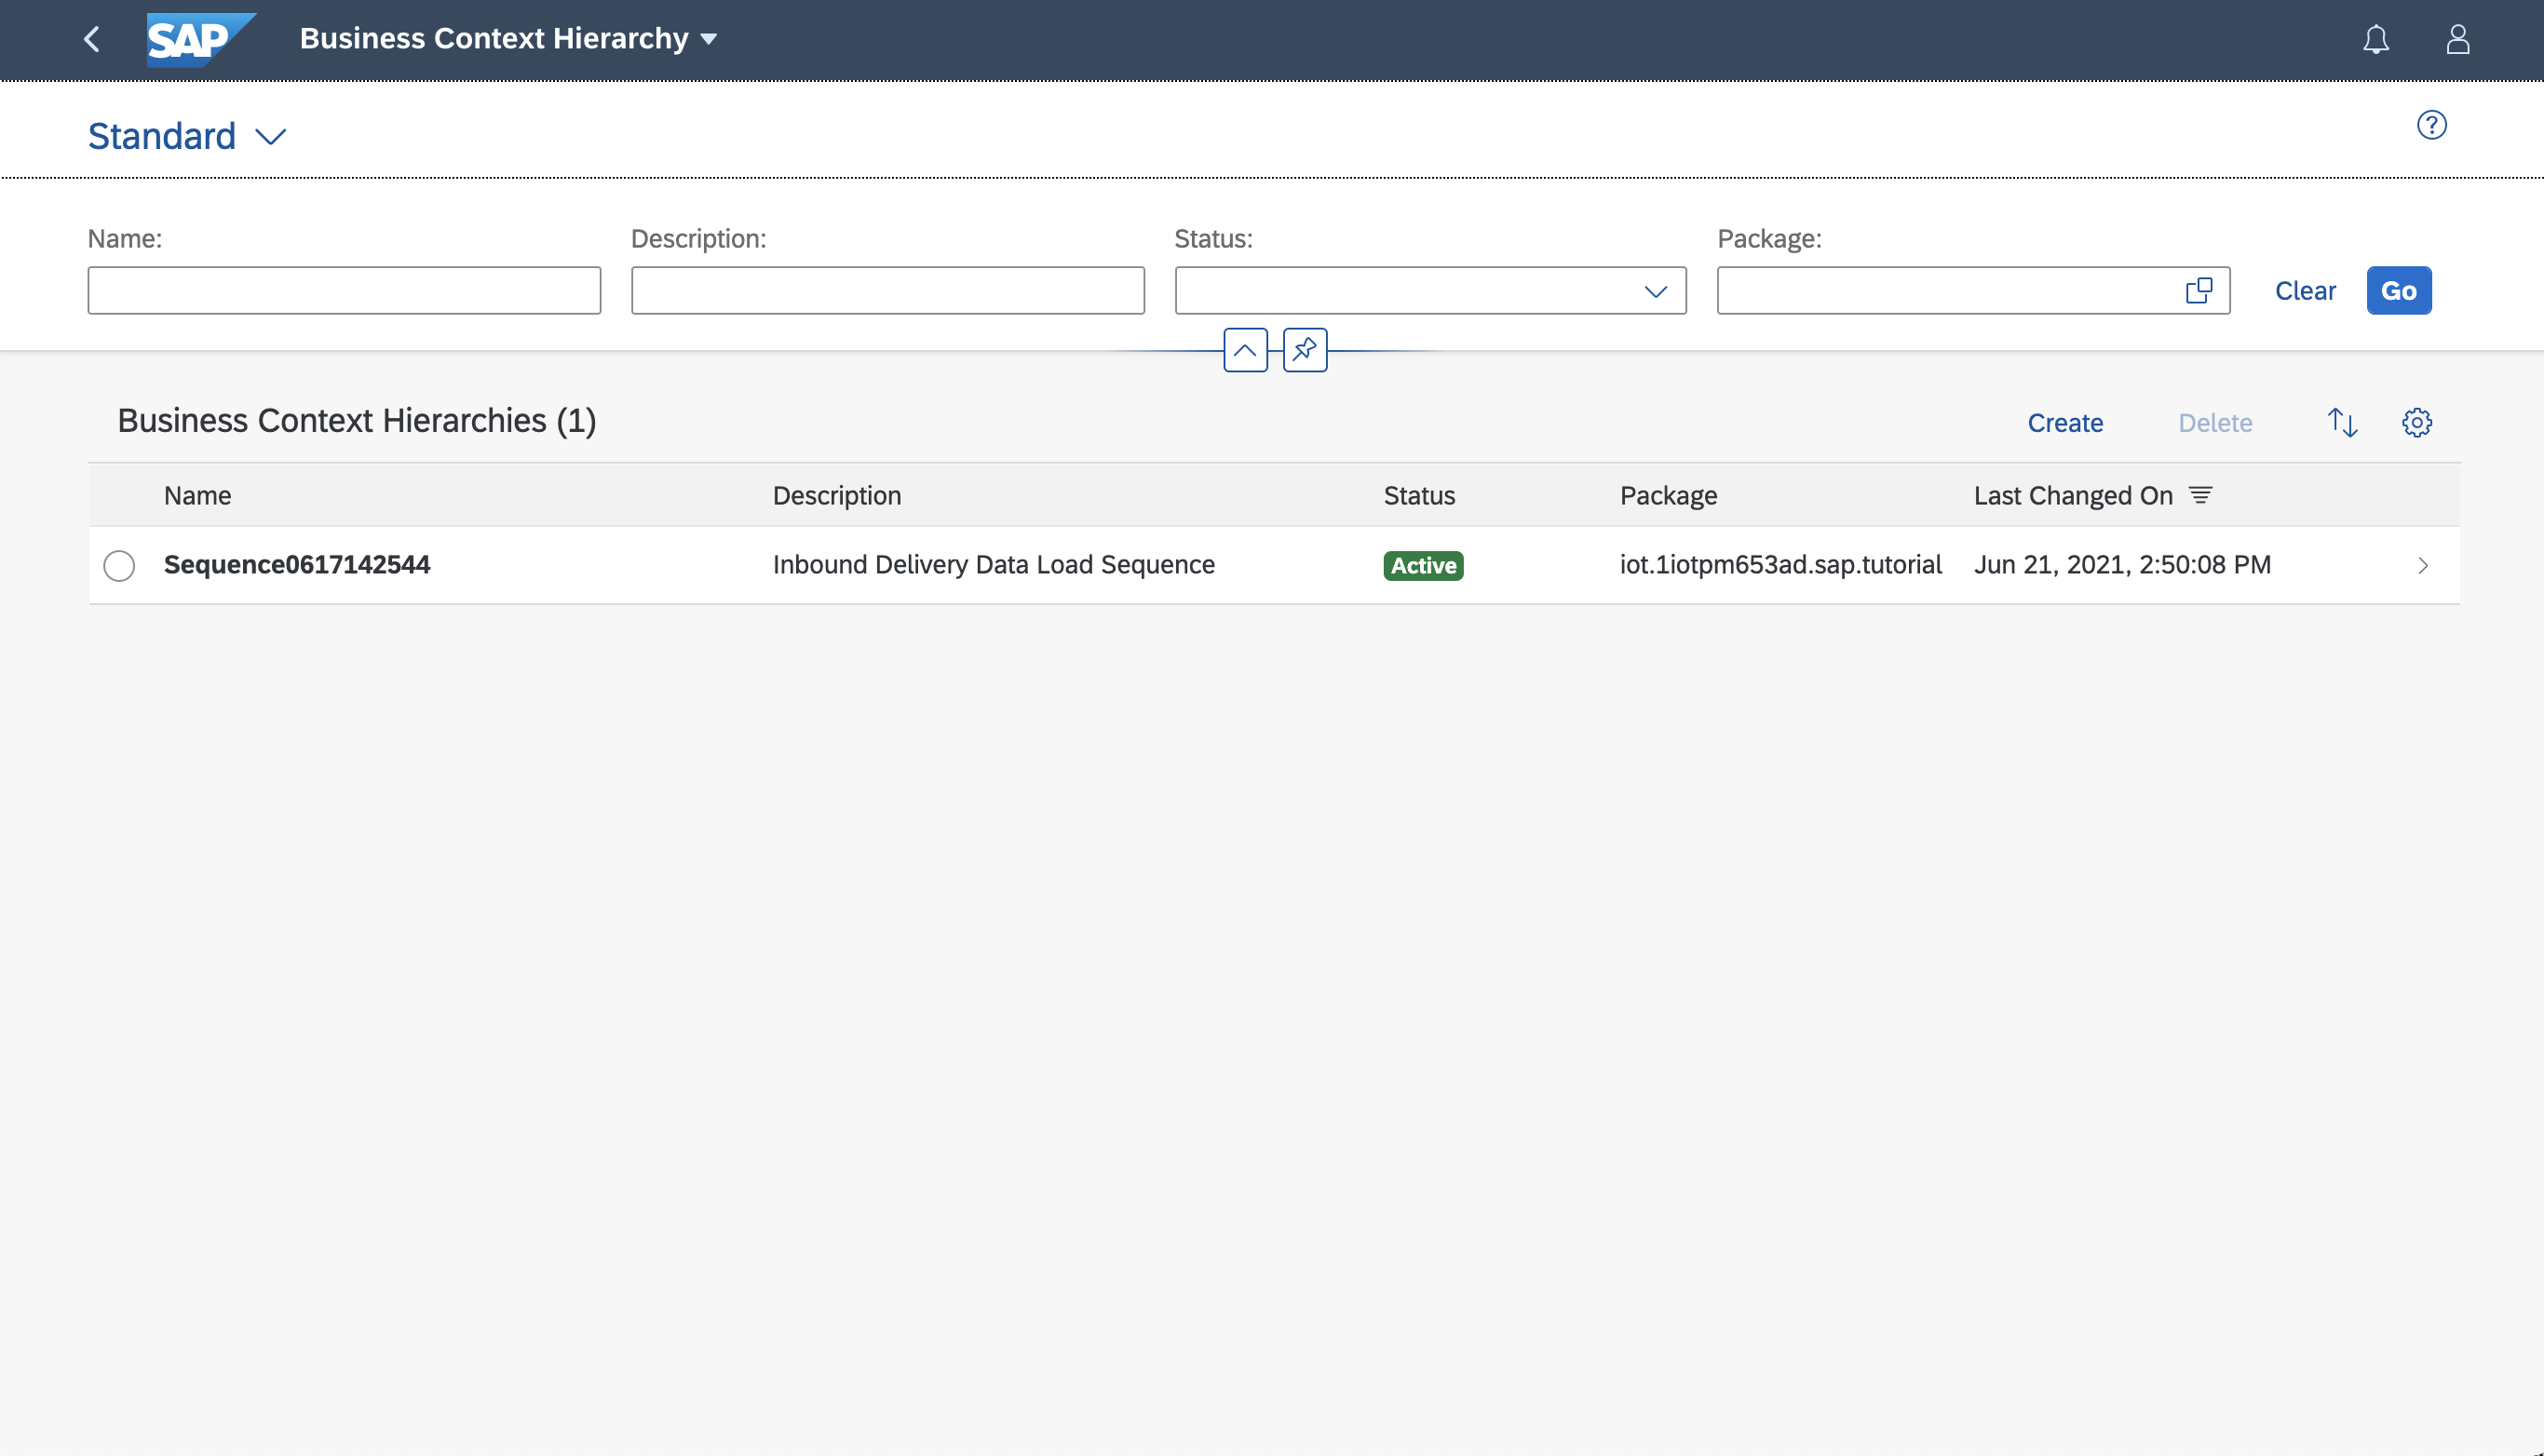 SAP Business Context Hierarchy
Standard
Name: Description: Status: Package:
Clear Go
Business Context Hierarchies (1) Create Delete
Name Description Status Package Last Changed On
Sequence0617142544 Inbound Delivery Data Load Sequence Active iot.1iotpm653ad.sap.tutorial Jun 21, 2021, 2:50:08 PM